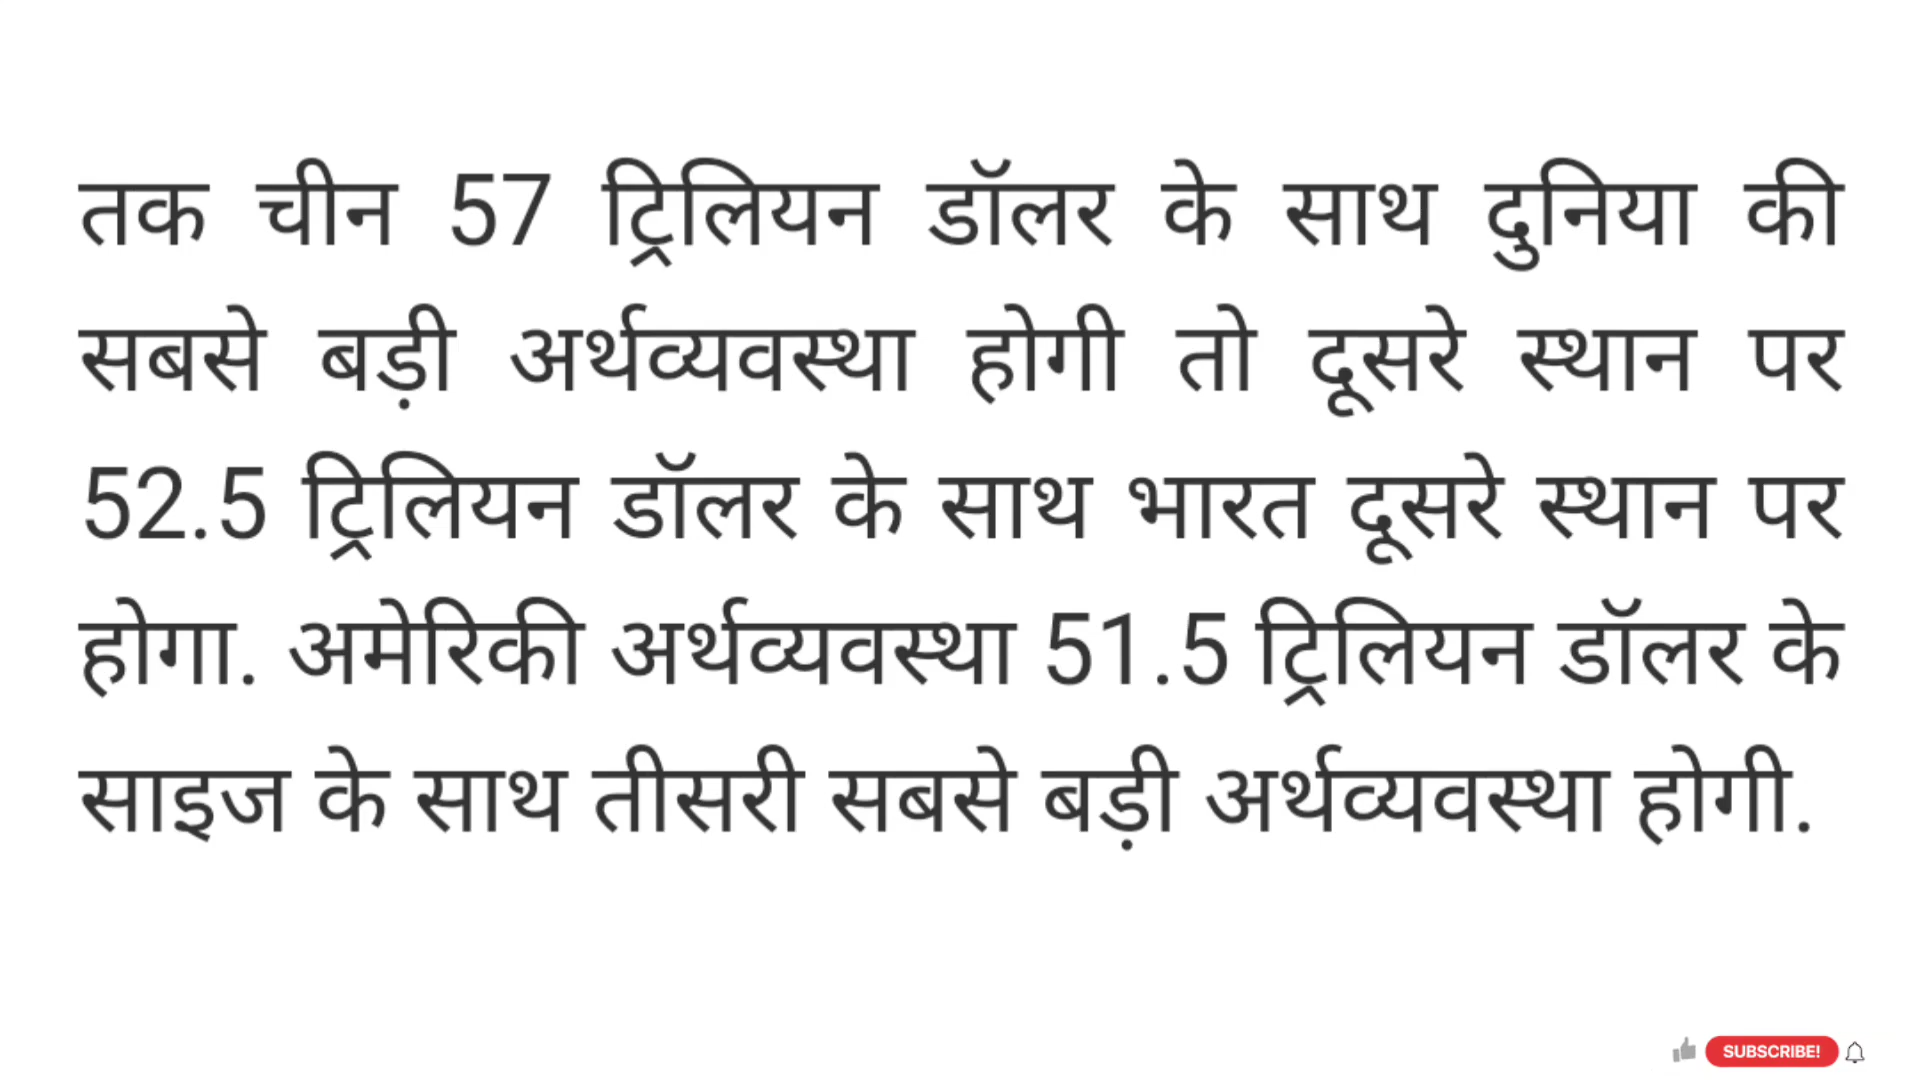 तक चीन 57 ट्रिलियन डॉलर के साथ दुनिया की
सबसे बड़ी अर्थव्यवस्था होगी तो दूसरे स्थान पर
52.5 ट्रिलियन डॉलर के साथ भारत दूसरे स्थान पर
होगा. अमेरिकी अर्थव्यवस्था 51.5 ट्रिलियन डॉलर के
साइज के साथ तीसरी सबसे बड़ी अर्थव्यवस्था होगी.
SUBSCRIBE!